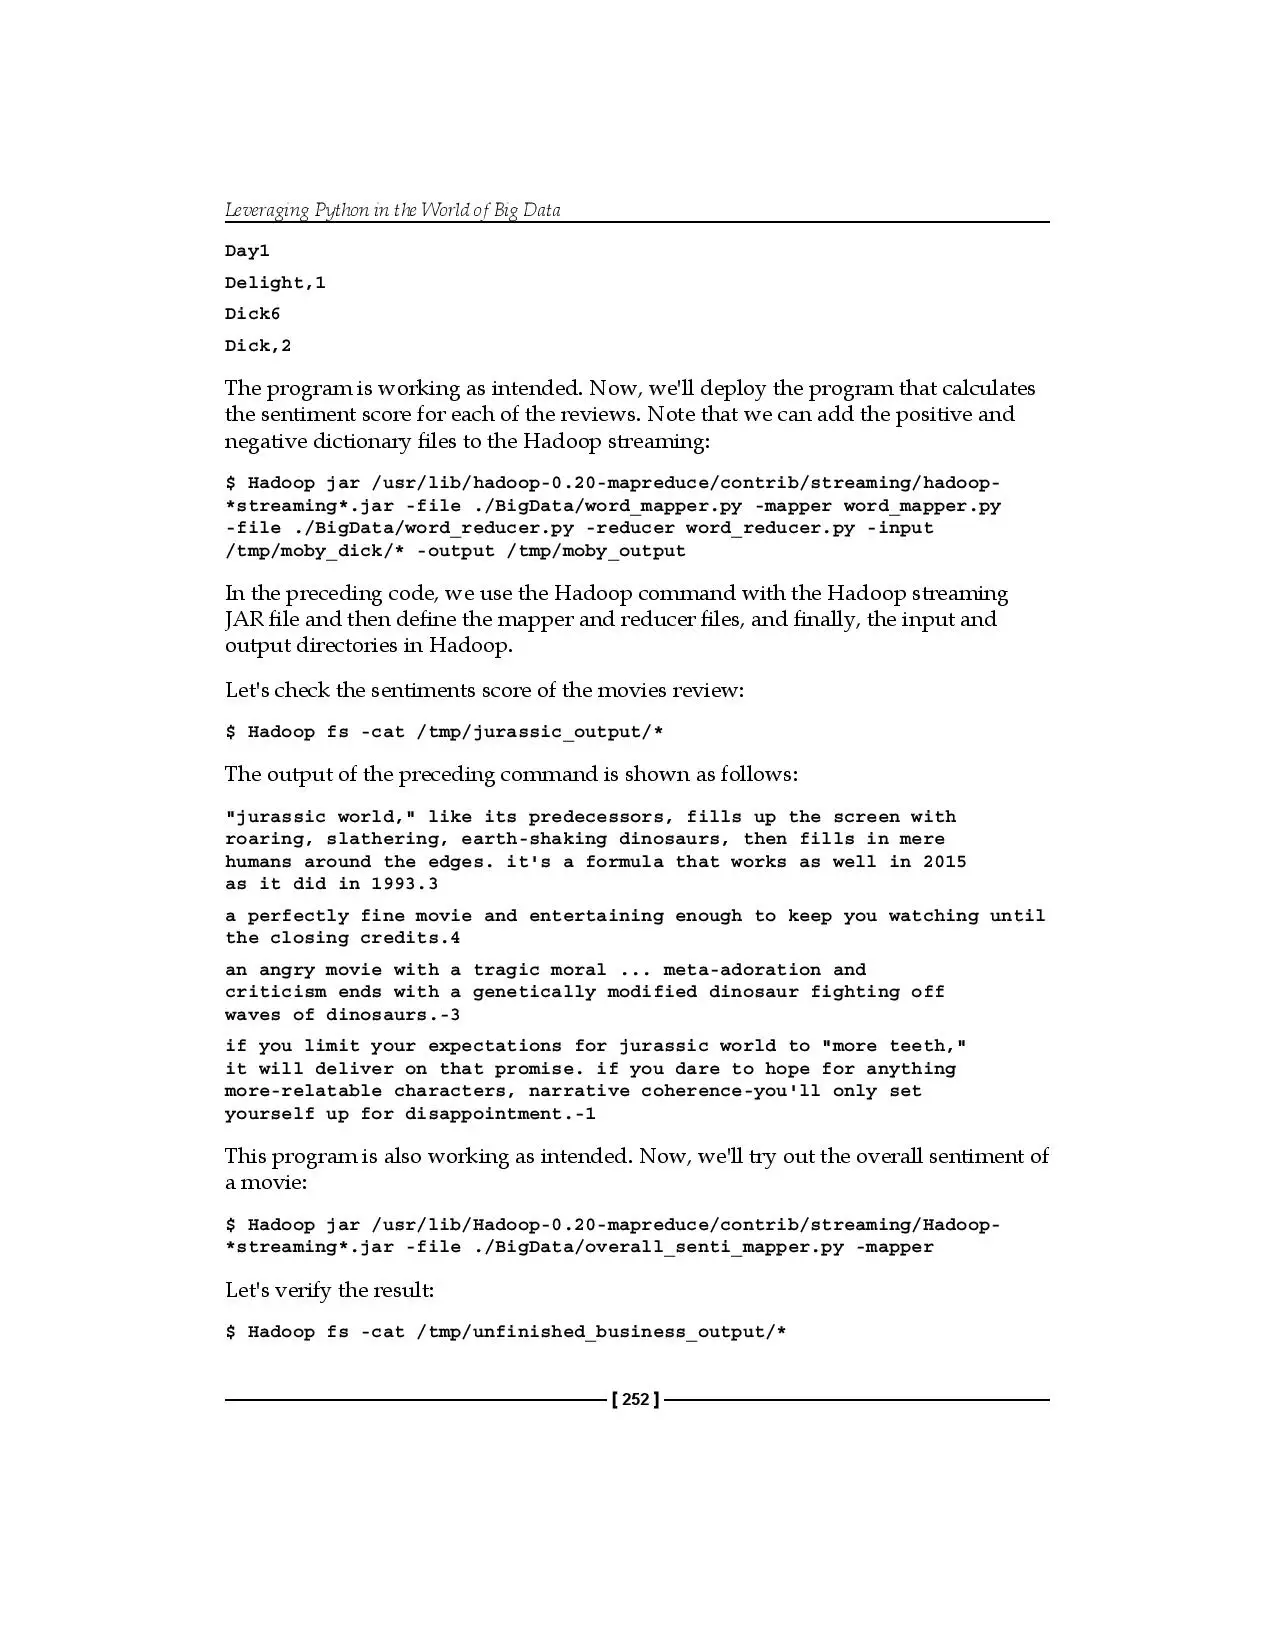 Leveraging Python in the World of Big Data
Day1
Delight,1
Dick6
Dick,2
The program is working as intended. Now, we'll deploy the program that calculates
the sentiment score for each of the reviews. Note that we can add the positive and
negative dictionary files to the Hadoop streaming:
$ Hadoop jar /usr/lib/hadoop-0.20-mapreduce/contrib/streaming/hadoop-
*streaming*.jar -file ./BigData/word_mapper.py -mapper word_mapper.py
-file ./BigData/word_reducer.py -reducer word_reducer.py -input
/tmp/moby_dick/* -output /tmp/moby_output
In the preceding code, we use the Hadoop command with the Hadoop streaming
JAR file and then define the mapper and reducer files, and finally, the input and
output directories in Hadoop.
Let's check the sentiments score of the movies review:
$ Hadoop fs -cat /tmp/jurassic_output/*
The output of the preceding command is shown as follows:
"jurassic world," like its predecessors, fills up the screen with
roaring, slathering, earth-shaking dinosaurs, then fills in mere
humans around the edges. it's a formula that works as well in 2015
as it did in 1993.3
a perfectly fine movie and entertaining enough to keep you watching until
the closing credits.4
an angry movie with a tragic moral ... meta-adoration and
criticism ends with a genetically modified dinosaur fighting off
waves of dinosaurs.-3
if you limit your expectations for jurassic world to "more teeth,"
it will deliver on that promise. if you dare to hope for anything
more-relatable characters, narrative coherence-you'll only set
yourself up for disappointment.-1
This program is also working as intended. Now, we'll try out the overall sentiment of
a movie:
$ Hadoop jar /usr/lib/Hadoop-0.20-mapreduce/contrib/streaming/Hadoop-
*streaming*.jar -file ./BigData/overall_senti_mapper.py -mapper
Let's verify the result:
$ Hadoop fs -cat /tmp/unfinished_business_output/*
[ 252 ]